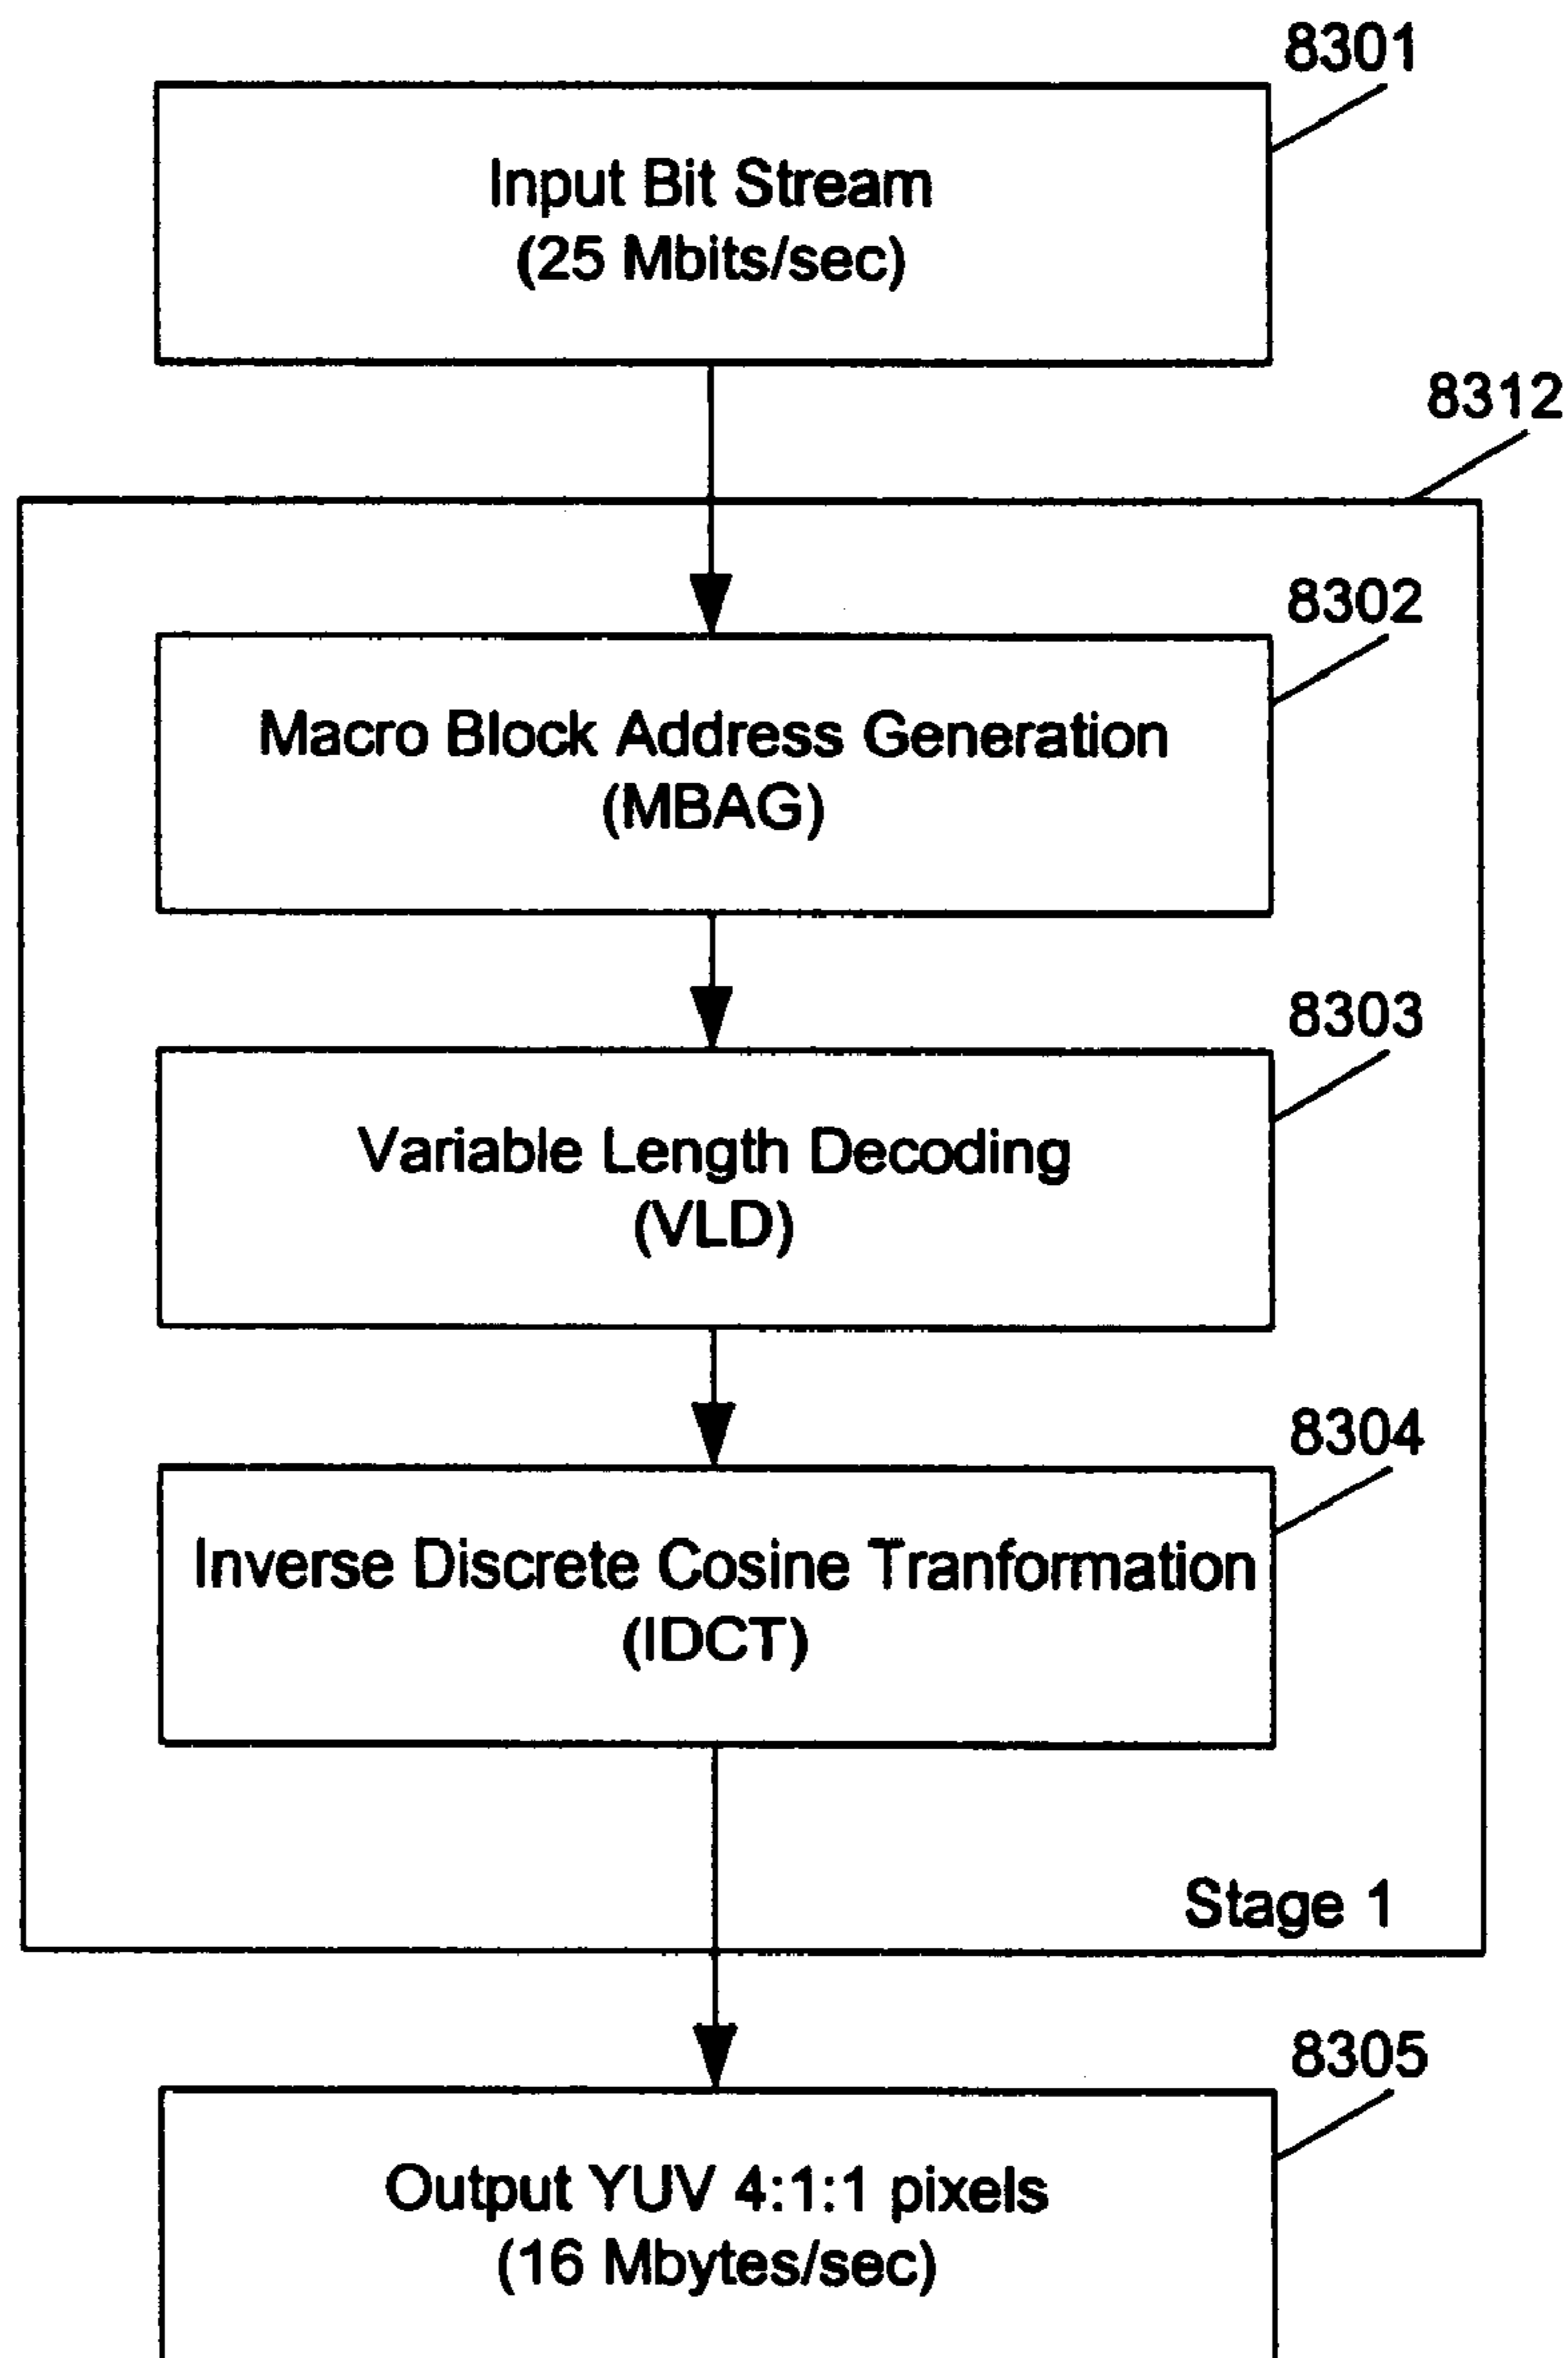 8301
Input Bit Stream
(25 Mbits/sec)
8312
8302
Macro Block Address Generation
(MBAG)
8303
Variable Length Decoding
(VLD)
8304
Inverse Discrete Cosine Tranformation
(IDCT)
Stage 1
8305
Output YUV 4:1:1 pixels
(16 Mbytes/sec)